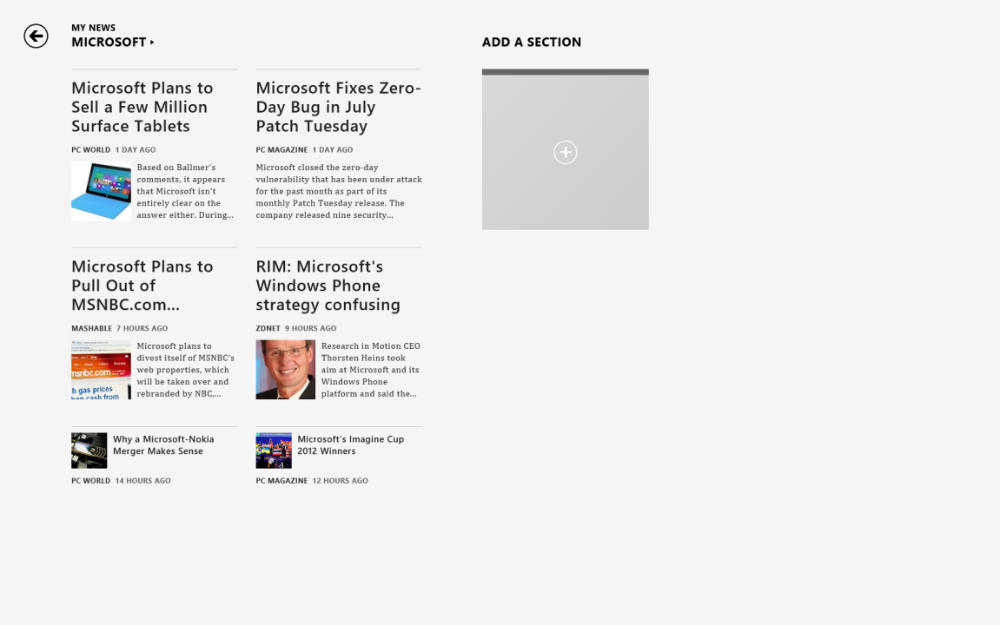 MY NEWS
MICROSOFT
ADD A SECTION
Microsoft Plans to
Sell a Few Million
Surface Tablets
PC WORLD 1 DAY AGO
Based on Ballmer's
comments, it appears
that Microsoft isn't
entirely clear on the
answer either. During...
Microsoft Fixes Zero-
Day Bug in July
Patch Tuesday
PC MAGAZINE 1 DAY AGO
Microsoft closed the zero-day
vulnerability that has been under attack
for the past month as part of its
monthly Patch Tuesday release. The
company released nine security...
Microsoft Plans to
Pull Out of
MSNBC.com...
MASHABLE 7 HOURS AGO
msnbc.com
h gas prices
Microsoft plans to
divest itself of MSNBC's
web properties, which
will be taken over and
rebranded by NBC,...
RIM: Microsoft's
Windows Phone
strategy confusing
ZDNET 9 HOURS AGO
Research in Motion CEO
Thorsten Heins took
aim at Microsoft and its
Windows Phone
platform and said the...
Why a Microsoft-Nokia
Merger Makes Sense
PC WORLD 14 HOURS AGO
Microsoft's Imagine Cup
2012 Winners
PC MAGAZINE 12 HOURS AGO